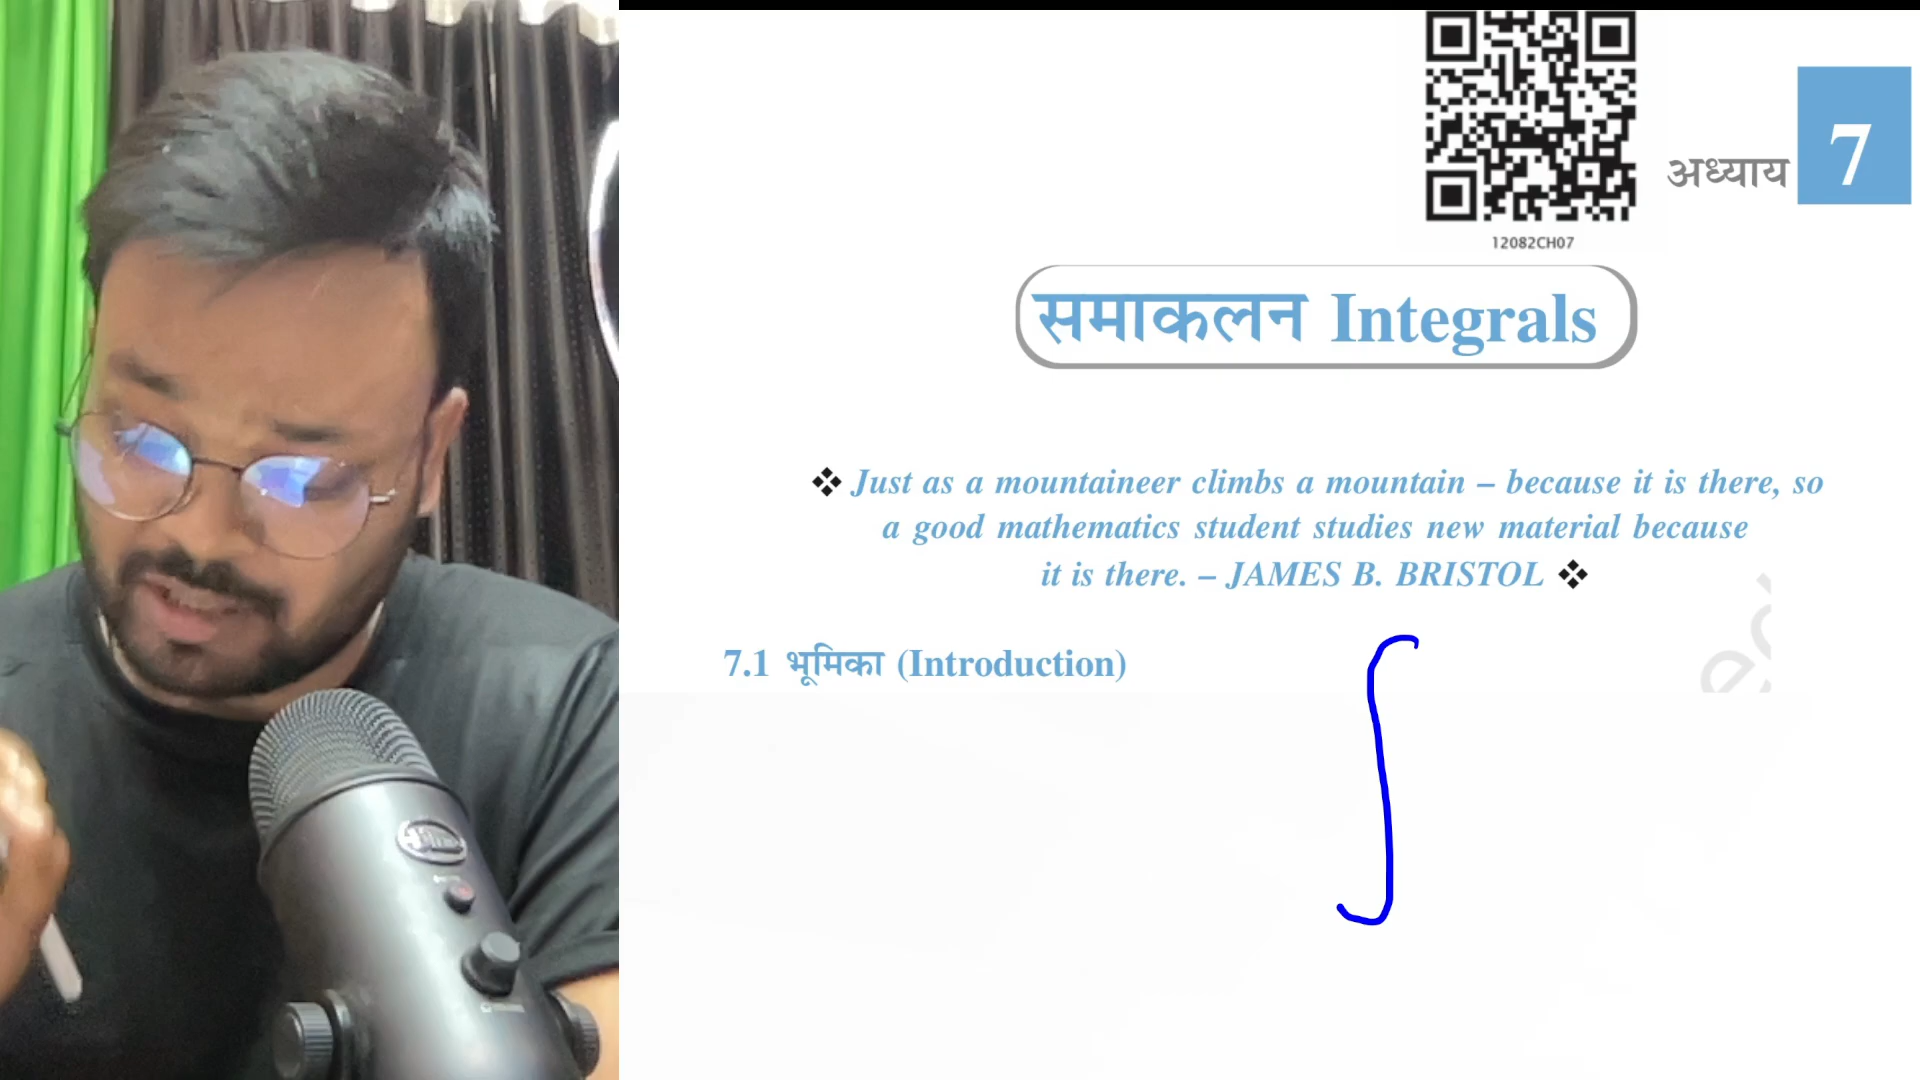 अध्याय 7
12082CH07
समाकलन Integrals
❖ Just as a mountaineer climbs a mountain – because it is there, so
a good mathematics student studies new material because
it is there. – JAMES B. BRISTOL ❖
7.1 भूमिका (Introduction)
∫